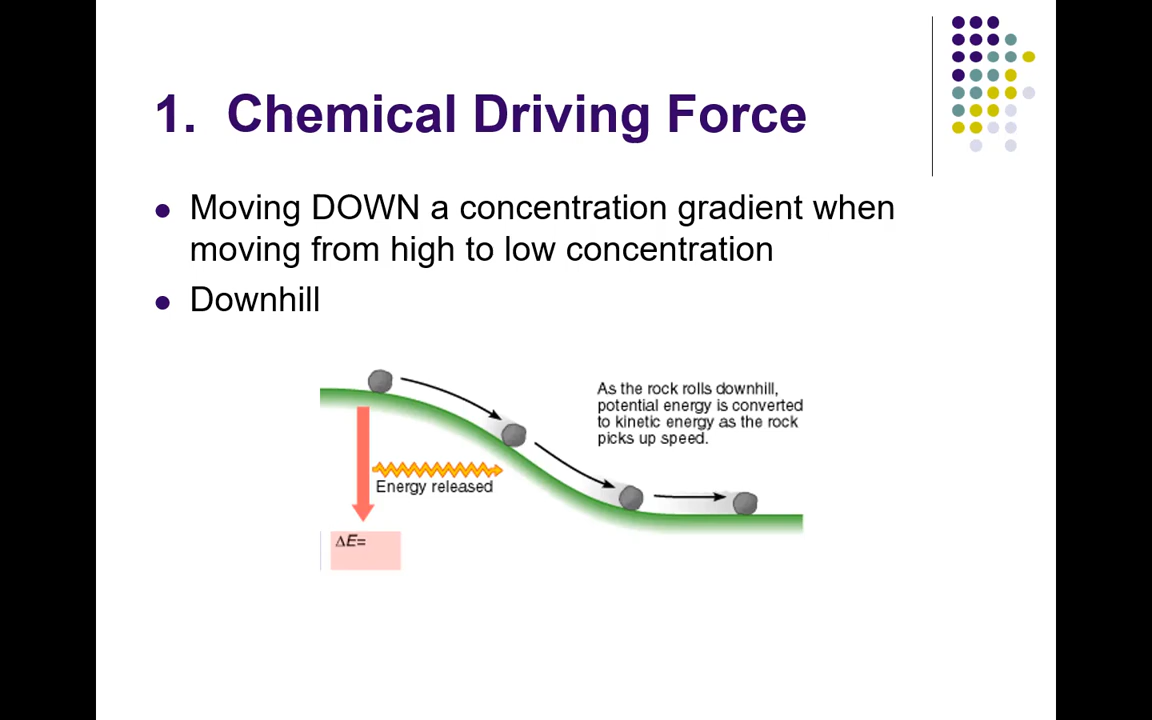 1. Chemical Driving Force
Moving DOWN a concentration gradient when
moving from high to low concentration
Downhill
As the rock rolls downhill,
potential energy is converted
to kinetic energy as the rock
picks up speed.
Energy released
ΔE=